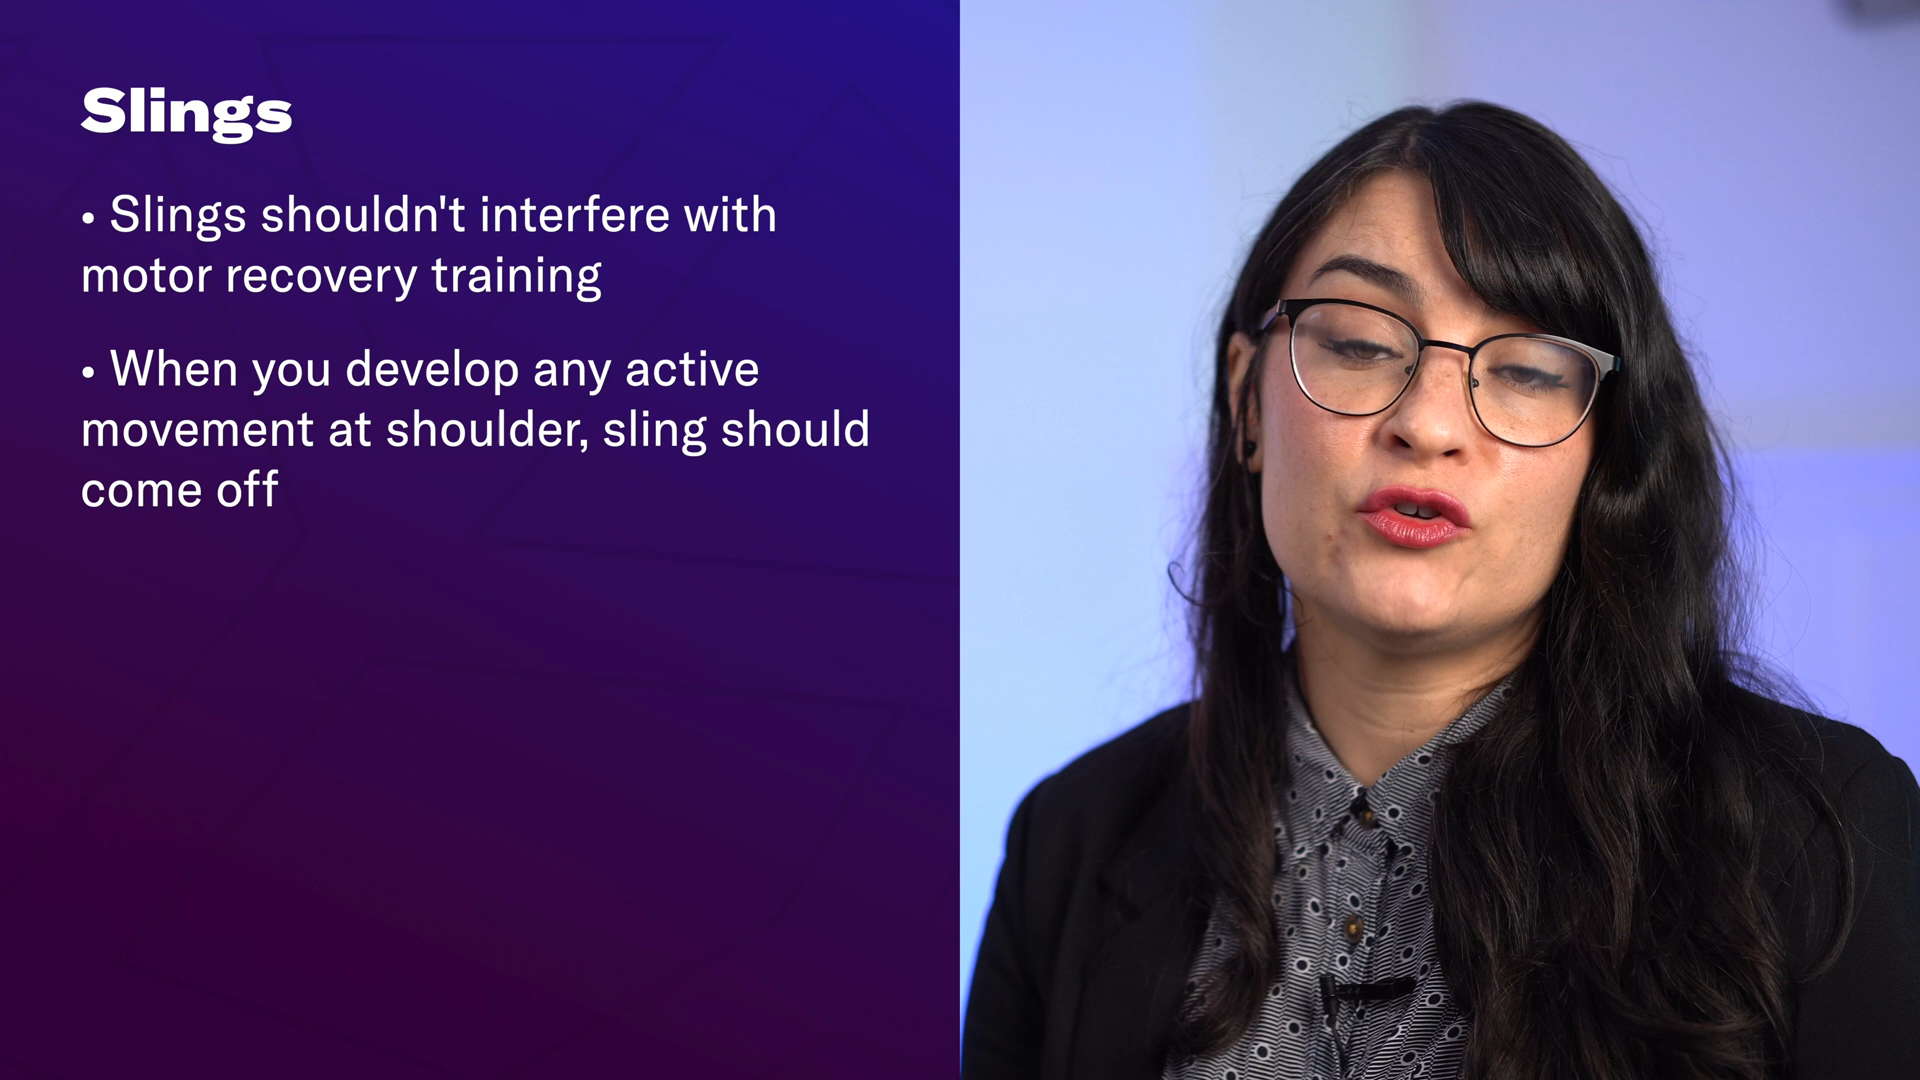 Slings
• Slings shouldn't interfere with
motor recovery training
• When you develop any active
movement at shoulder, sling should
come off